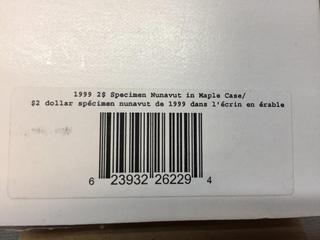 1999 2$ Specimen Nunavut in Maple Case/
$2 dollar spécimen nunavut de 1999 dans l'écrin en érable
6 23932 26229 4